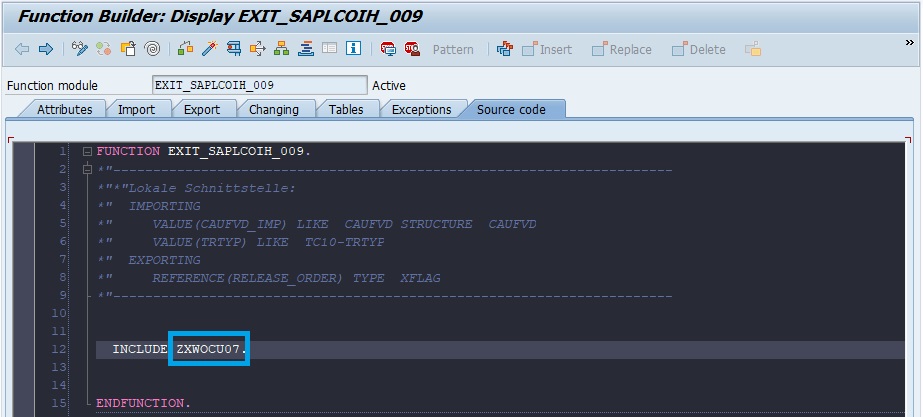 Function Builder: Display EXIT_SAPLCOIH_009
Pattern Insert Replace Delete »
Function module EXIT_SAPLCOIH_009 Active
Attributes Import Export Changing Tables Exceptions Source code
1 FUNCTION EXIT_SAPLCOIH_009.
2 *"----------------------------------------------------------------------
3 *"*"Lokale Schnittstelle:
4 *" IMPORTING
5 *" VALUE(CAUFVD_IMP) LIKE CAUFVD STRUCTURE CAUFVD
6 *" VALUE(TRTYP) LIKE TC10-TRTYP
7 *" EXPORTING
8 *" REFERENCE(RELEASE_ORDER) TYPE XFLAG
9 *"----------------------------------------------------------------------
10
11
12 INCLUDE ZXWOCU07.
13
14
15 ENDFUNCTION.